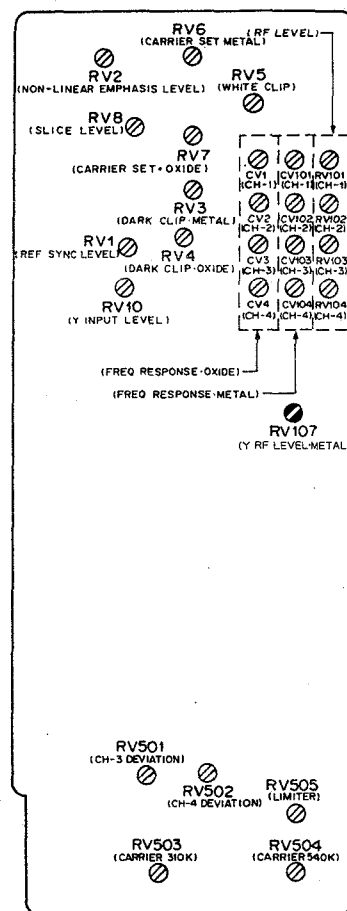 RV6
(CARRIER SET METAL)
(RF LEVEL)
RV2
(NON-LINEAR EMPHASIS LEVEL)
RV5
(WHITE CLIP)
RV8
(SLICE LEVEL)
RV7
(CARRIER SET·OXIDE)
CV1
(CH-1)
CV101
(CH-1)
RV101
(CH-1)
RV3
(DARK CLIP·METAL)
CV2
(CH-2)
CV102
(CH-2)
RV102
(CH-2)
RV1
(REF SYNC LEVEL)
RV4
(DARK CLIP·OXIDE)
CV3
(CH-3)
CV103
(CH-3)
RV103
(CH-3)
RV10
(Y INPUT LEVEL)
CV4
(CH-4)
CV104
(CH-4)
RV104
(CH-4)
(FREQ RESPONSE·OXIDE)
(FREQ RESPONSE·METAL)
RV107
(Y RF LEVEL·METAL
RV501
(CH-3 DEVIATION)
RV502
(CH-4 DEVIATION)
RV505
(LIMITER)
RV503
(CARRIER 310K)
RV504
(CARRIER 540K)